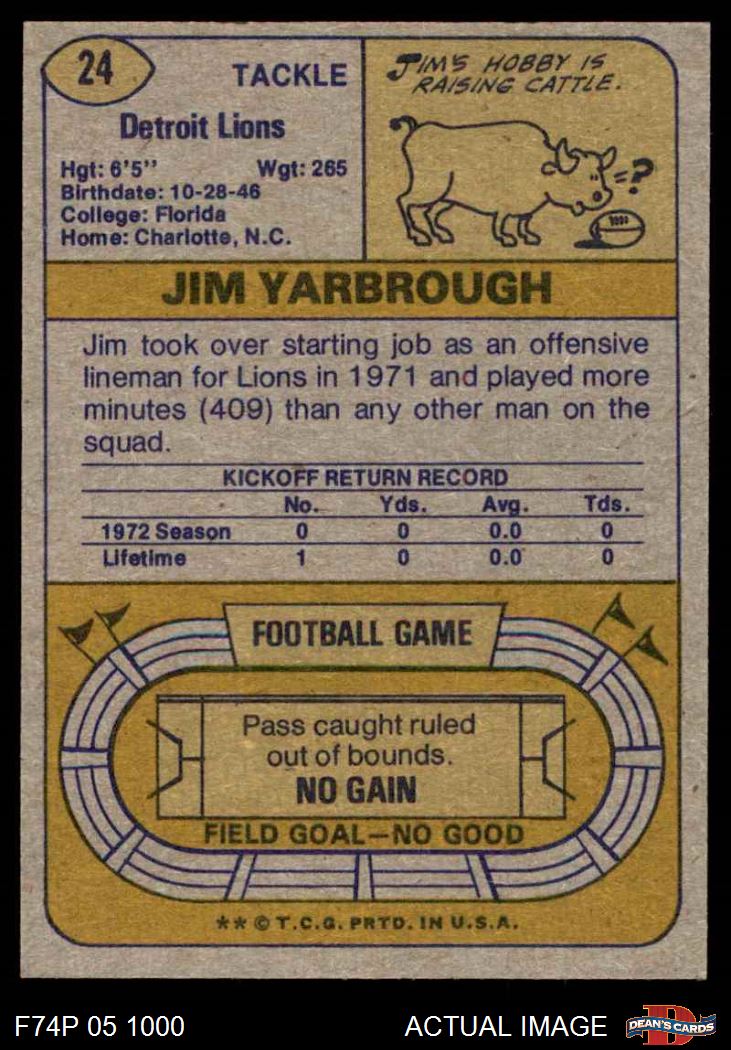 24
TACKLE
Detroit Lions
Hgt: 6'5'' Wgt: 265
Birthdate: 10-28-46
College: Florida
Home: Charlotte, N.C.
JIM'S HOBBY IS
RAISING CATTLE.
=?
JIM YARBROUGH
Jim took over starting job as an offensive
lineman for Lions in 1971 and played more
minutes (409) than any other man on the
squad.
KICKOFF RETURN RECORD
No. Yds. Avg. Tds.
1972 Season 0 0 0.0 0
Lifetime 1 0 0.0 0
FOOTBALL GAME
Pass caught ruled
out of bounds.
NO GAIN
FIELD GOAL—NO GOOD
** © T.C.G. PRTD. IN U.S.A.
F74P 05 1000
ACTUAL IMAGE
D
DEAN'S CARDS